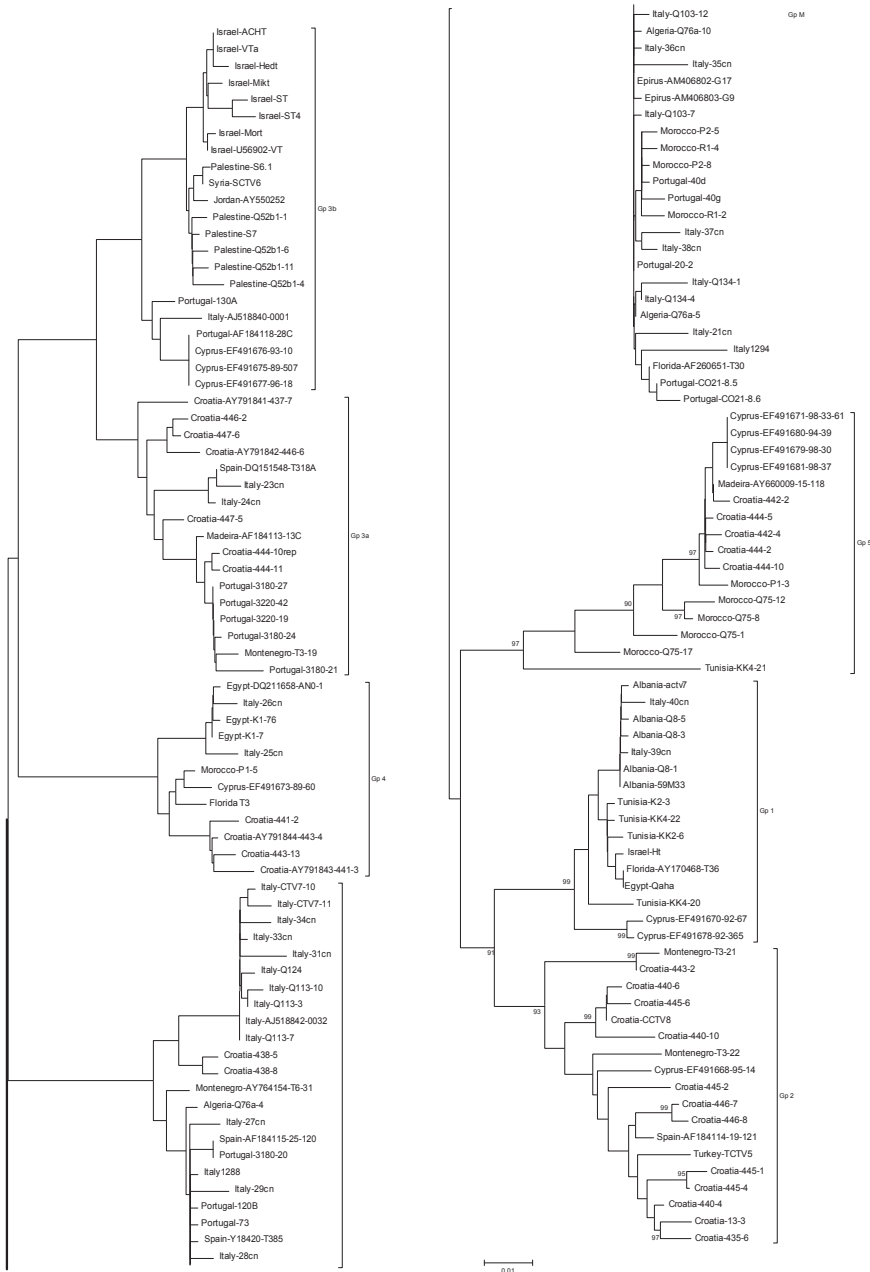 Israel-ACHT
Israel-VTa
Israel-Hedt
Israel-Mikt
Israel-ST
Israel-ST4
Israel-Mort
Israel-U56902-VT
Palestine-S6.1
Syria-SCTV6
Jordan-AY550252
Palestine-Q52b1-1
Palestine-S7
Palestine-Q52b1-6
Palestine-Q52b1-11
Palestine-Q52b1-4
Portugal-130A
Italy-AJ518840-0001
Portugal-AF184118-28C
Cyprus-EF491676-93-10
Cyprus-EF491675-89-507
Cyprus-EF491677-96-18
Gp 3b
Croatia-AY791841-437-7
Croatia-446-2
Croatia-447-6
Croatia-AY791842-446-6
Spain-DQ151548-T318A
Italy-23cn
Italy-24cn
Croatia-447-5
Madeira-AF184113-13C
Croatia-444-10rep
Croatia-444-11
Portugal-3180-27
Portugal-3220-42
Portugal-3220-19
Portugal-3180-24
Montenegro-T3-19
Portugal-3180-21
Gp 3a
Egypt-DQ211658-AN0-1
Italy-26cn
Egypt-K1-76
Egypt-K1-7
Italy-25cn
Morocco-P1-5
Cyprus-EF491673-89-60
Florida T3
Croatia-441-2
Croatia-AY791844-443-4
Croatia-443-13
Croatia-AY791843-441-3
Gp 4
Italy-CTV7-10
Italy-CTV7-11
Italy-34cn
Italy-33cn
Italy-31cn
Italy-Q124
Italy-Q113-10
Italy-Q113-3
Italy-AJ518842-0032
Italy-Q113-7
Croatia-438-5
Croatia-438-8
Montenegro-AY764154-T6-31
Algeria-Q76a-4
Italy-27cn
Spain-AF184115-25-120
Portugal-3180-20
Italy1288
Italy-29cn
Portugal-120B
Portugal-73
Spain-Y18420-T385
Italy-28cn
Italy-Q103-12
Algeria-Q76a-10
Italy-36cn
Italy-35cn
Epirus-AM406802-G17
Epirus-AM406803-G9
Italy-Q103-7
Morocco-P2-5
Morocco-R1-4
Morocco-P2-8
Portugal-40d
Portugal-40g
Morocco-R1-2
Italy-37cn
Italy-38cn
Portugal-20-2
Italy-Q134-1
Italy-Q134-4
Algeria-Q76a-5
Italy-21cn
Italy1294
Florida-AF260651-T30
Portugal-CO21-8.5
Portugal-CO21-8.6
Gp M
Cyprus-EF491671-98-33-61
Cyprus-EF491680-94-39
Cyprus-EF491679-98-30
Cyprus-EF491681-98-37
Madeira-AY660009-15-118
Croatia-442-2
Croatia-444-5
Croatia-442-4
Croatia-444-2
Croatia-444-10
Morocco-P1-3
Morocco-Q75-12
Morocco-Q75-8
Morocco-Q75-1
Morocco-Q75-17
Tunisia-KK4-21
97
90
97
97
Gp 5
Albania-actv7
Italy-40cn
Albania-Q8-5
Albania-Q8-3
Italy-39cn
Albania-Q8-1
Albania-59M33
Tunisia-K2-3
Tunisia-KK4-22
Tunisia-KK2-6
Israel-Ht
Florida-AY170468-T36
Egypt-Qaha
Tunisia-KK4-20
Cyprus-EF491670-92-67
Cyprus-EF491678-92-365
99
99
91
Gp 1
Montenegro-T3-21
Croatia-443-2
Croatia-440-6
Croatia-445-6
Croatia-CCTV8
Croatia-440-10
Montenegro-T3-22
Cyprus-EF491668-95-14
Croatia-445-2
Croatia-446-7
Croatia-446-8
Spain-AF184114-19-121
Turkey-TCTV5
Croatia-445-1
Croatia-445-4
Croatia-440-4
Croatia-13-3
Croatia-435-6
99
93
99
99
95
97
Gp 2
0.01